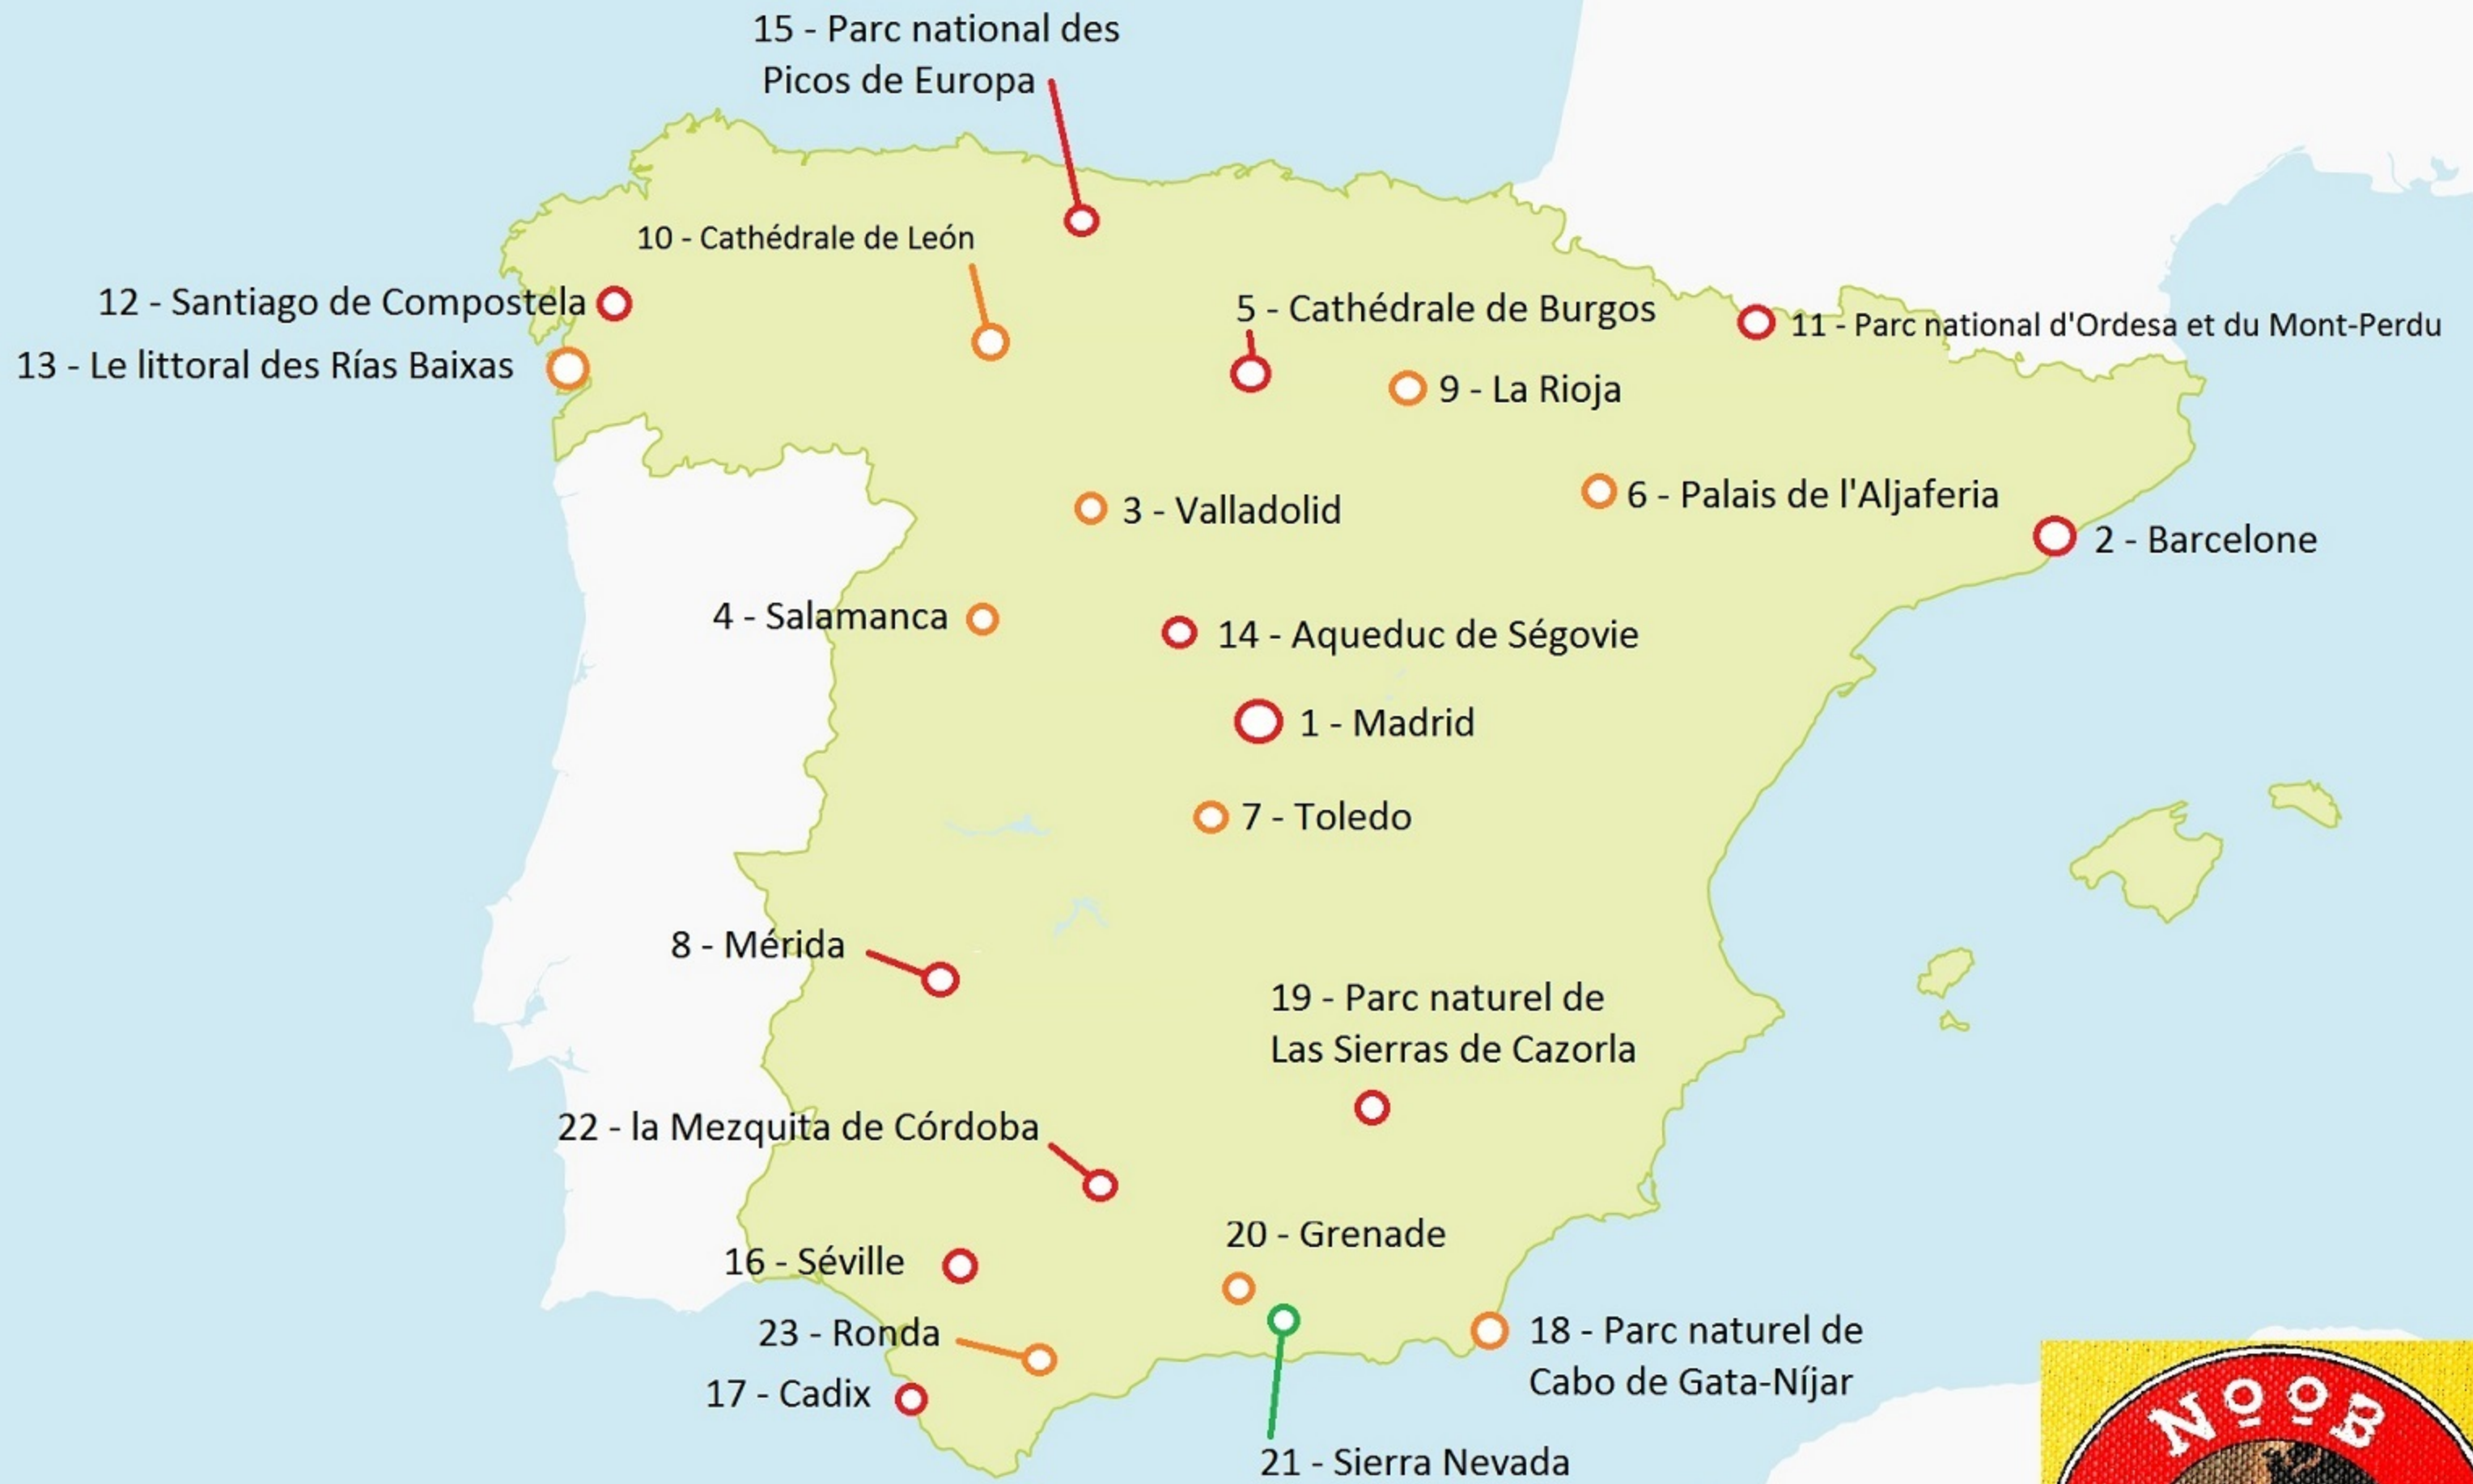 15 - Parc national des
Picos de Europa
10 - Cathédrale de León
12 - Santiago de Compostela
5 - Cathédrale de Burgos
11 - Parc national d'Ordesa et du Mont-Perdu
13 - Le littoral des Rías Baixas
9 - La Rioja
3 - Valladolid
6 - Palais de l'Aljaferia
2 - Barcelone
4 - Salamanca
14 - Aqueduc de Ségovie
1 - Madrid
7 - Toledo
8 - Mérida
19 - Parc naturel de
Las Sierras de Cazorla
22 - la Mezquita de Córdoba
20 - Grenade
16 - Séville
23 - Ronda
18 - Parc naturel de
Cabo de Gata-Níjar
17 - Cadix
21 - Sierra Nevada
NOOB